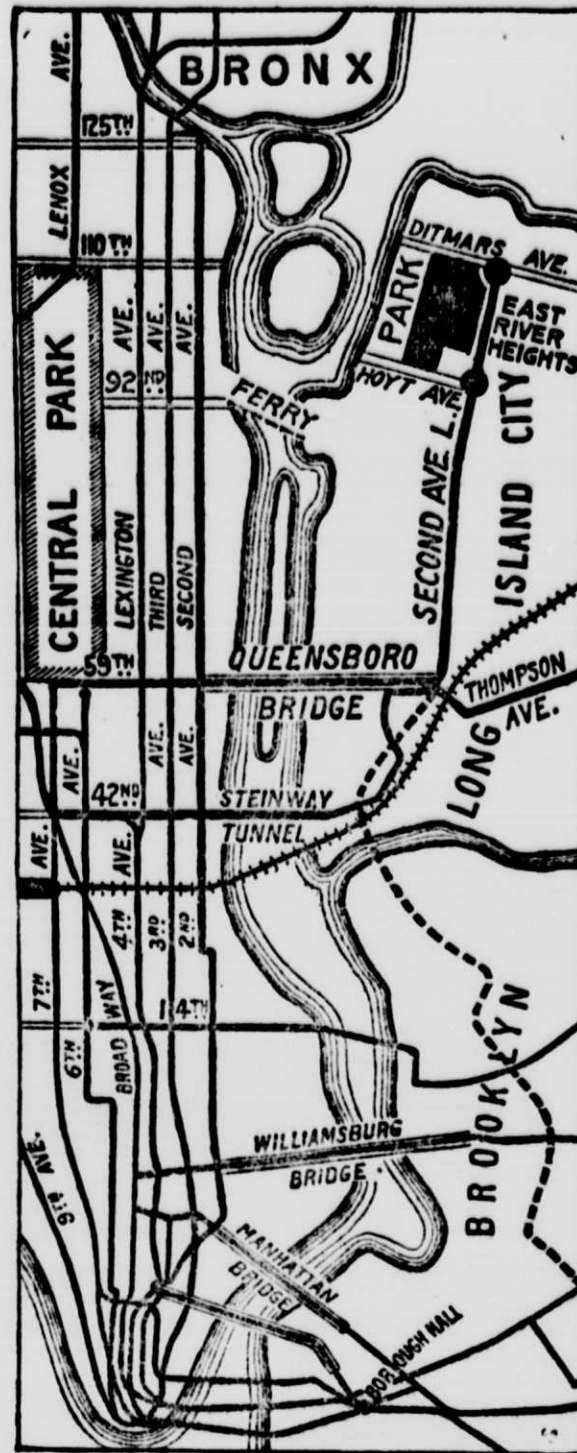 BRONX
AVE.
LENOX
125TH
110TH
DITMARS AVE.
PARK
EAST
RIVER
HEIGHTS
HOYT AVE.
AVE.
AVE.
AVE.
92ND
FERRY
CENTRAL PARK
LEXINGTON
THIRD
SECOND
SECOND AVE. L.
LONG ISLAND CITY
59TH
QUEENSBORO
BRIDGE
THOMPSON
AVE.
AVE.
AVE.
AVE.
42ND
STEINWAY
TUNNEL
AVE.
AVE.
4TH
3RD
2ND
7TH
6TH
BROADWAY
14TH
BROOKLYN
9TH AVE.
WILLIAMSBURG
BRIDGE.
MANHATTAN
BRIDGE
BOROUGH HALL